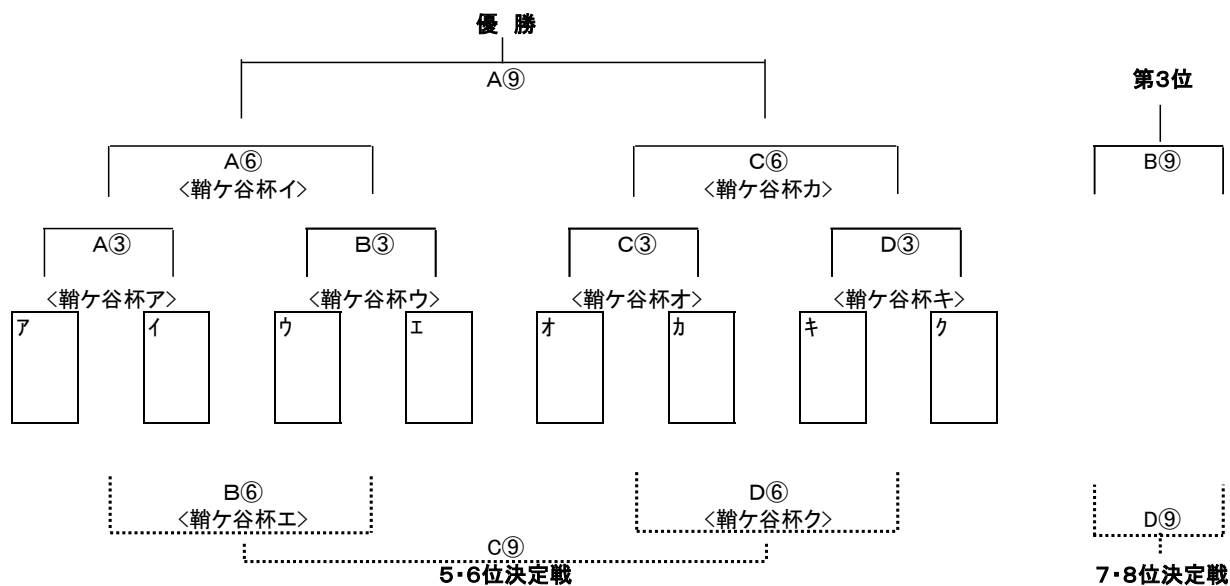 優 勝
A⑨
第3位
A⑥
<鞘ケ谷杯イ>
C⑥
<鞘ケ谷杯カ>
B⑨
A③
B③
C③
D③
<鞘ケ谷杯ア>
<鞘ケ谷杯ウ>
<鞘ケ谷杯オ>
<鞘ケ谷杯キ>
ア
イ
ウ
エ
オ
カ
キ
ク
B⑥
<鞘ケ谷杯エ>
D⑥
<鞘ケ谷杯ク>
D⑨
C⑨
5・6位決定戦
7・8位決定戦